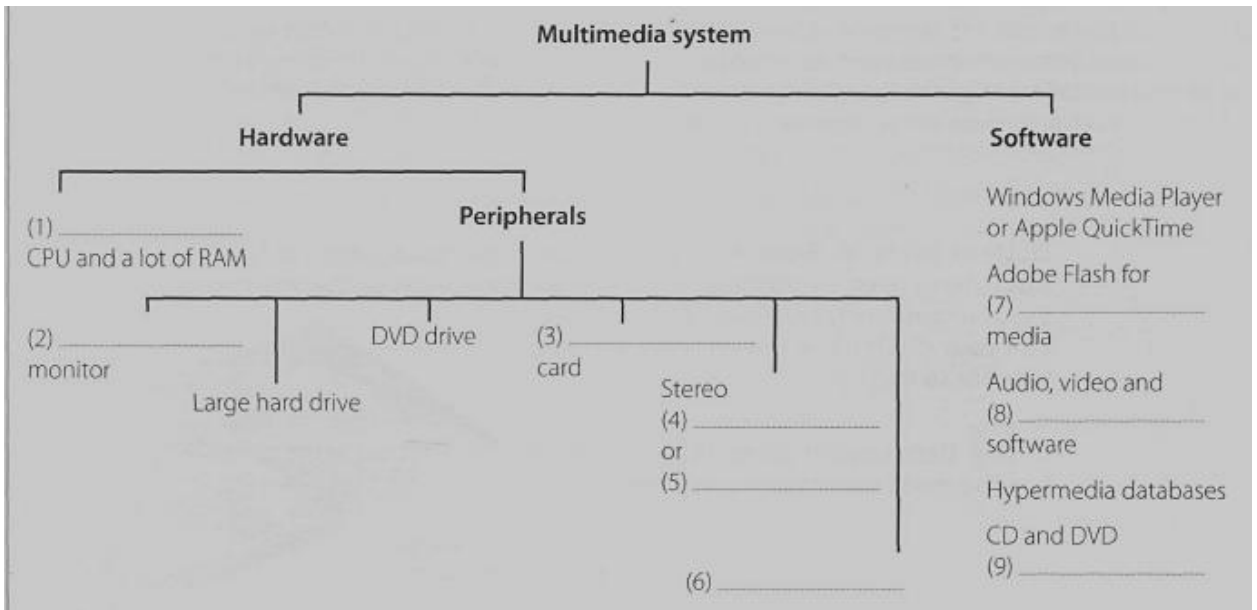 Multimedia system
Hardware
Software
(1)
CPU and a lot of RAM
Peripherals
(2)
monitor
Large hard drive
DVD drive
(3)
card
Stereo
(4)
or
(5)
(6)
Windows Media Player
or Apple QuickTime
Adobe Flash for
(7)
media
Audio, video and
(8)
software
Hypermedia databases
CD and DVD
(9)